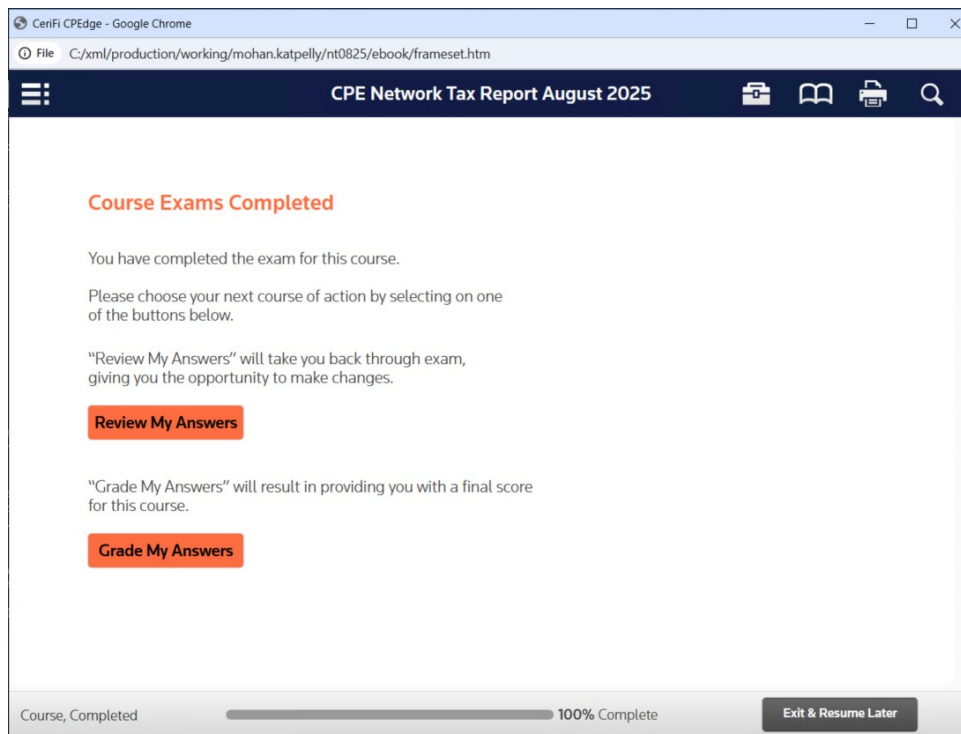 CeriFi CPEdge - Google Chrome
File C:/xml/production/working/mohan.katpelly/nt0825/ebook/frameset.htm
CPE Network Tax Report August 2025
Course Exams Completed
You have completed the exam for this course.
Please choose your next course of action by selecting on one
of the buttons below.
“Review My Answers” will take you back through exam,
giving you the opportunity to make changes.
Review My Answers
“Grade My Answers” will result in providing you with a final score
for this course.
Grade My Answers
Course, Completed 100% Complete Exit & Resume Later